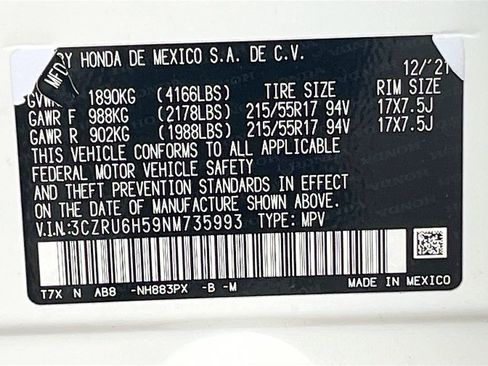 MFD BY HONDA DE MEXICO S.A. DE C.V.
12/'21
GVWR 1890KG (4166LBS) TIRE SIZE RIM SIZE
GAWR F 988KG (2178LBS) 215/55R17 94V 17X7.5J
GAWR R 902KG (1988LBS) 215/55R17 94V 17X7.5J
THIS VEHICLE CONFORMS TO ALL APPLICABLE
FEDERAL MOTOR VEHICLE SAFETY
AND THEFT PREVENTION STANDARDS IN EFFECT
ON THE DATE OF MANUFACTURE SHOWN ABOVE.
V.I.N:3CZRU6H59NM735993 TYPE: MPV
T7X N AB8 -NH883PX -B -M MADE IN MEXICO